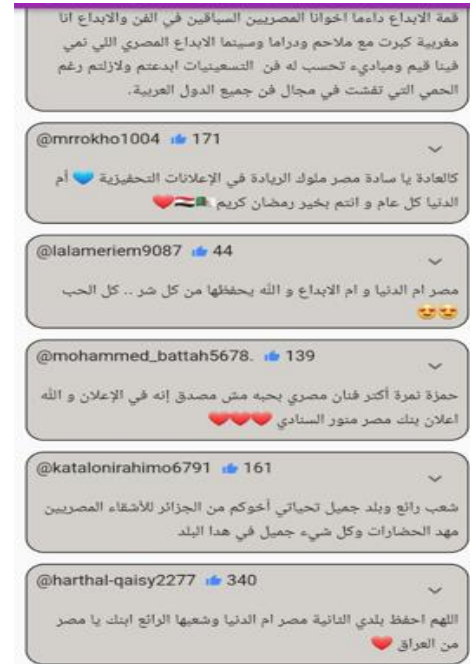 قمة الابداع داءما اخوانا المصريين السباقين في الفن والابداع انا
مغربية كبرت مع ملاحم ودراما وسينما الابداع المصري اللي نمي
فينا قيم ومباديء تحسب له فن التسعينيات ابدعتم ولازلتم رغم
الحمي التي تفشت في مجال فن جميع الدول العربية.
@mrrokho1004 171
كالعادة يا سادة مصر ملوك الريادة في الإعلانات التحفيزية 💙 أم
الدنيا كل عام و انتم بخير رمضان كريم🇩🇿🇪🇬❤️
@lalameriem9087 44
مصر ام الدنيا و ام الابداع و الله يحفظها من كل شر .. كل الحب
😍😍
@mohammed_battah5678. 139
حمزة نمرة أكتر فنان مصري بحبه مش مصدق إنه في الإعلان و الله
اعلان بنك مصر منور السنادي ❤️❤️❤️
@katalonirahimo6791 161
شعب رائع وبلد جميل تحياتي أخوكم من الجزائر للأشقاء المصريين
مهد الحضارات وكل شيء جميل في هدا البلد
@harthal-qaisy2277 340
اللهم احفظ بلدي الثانية مصر ام الدنيا وشعبها الرائع ابنك يا مصر
من العراق ❤️